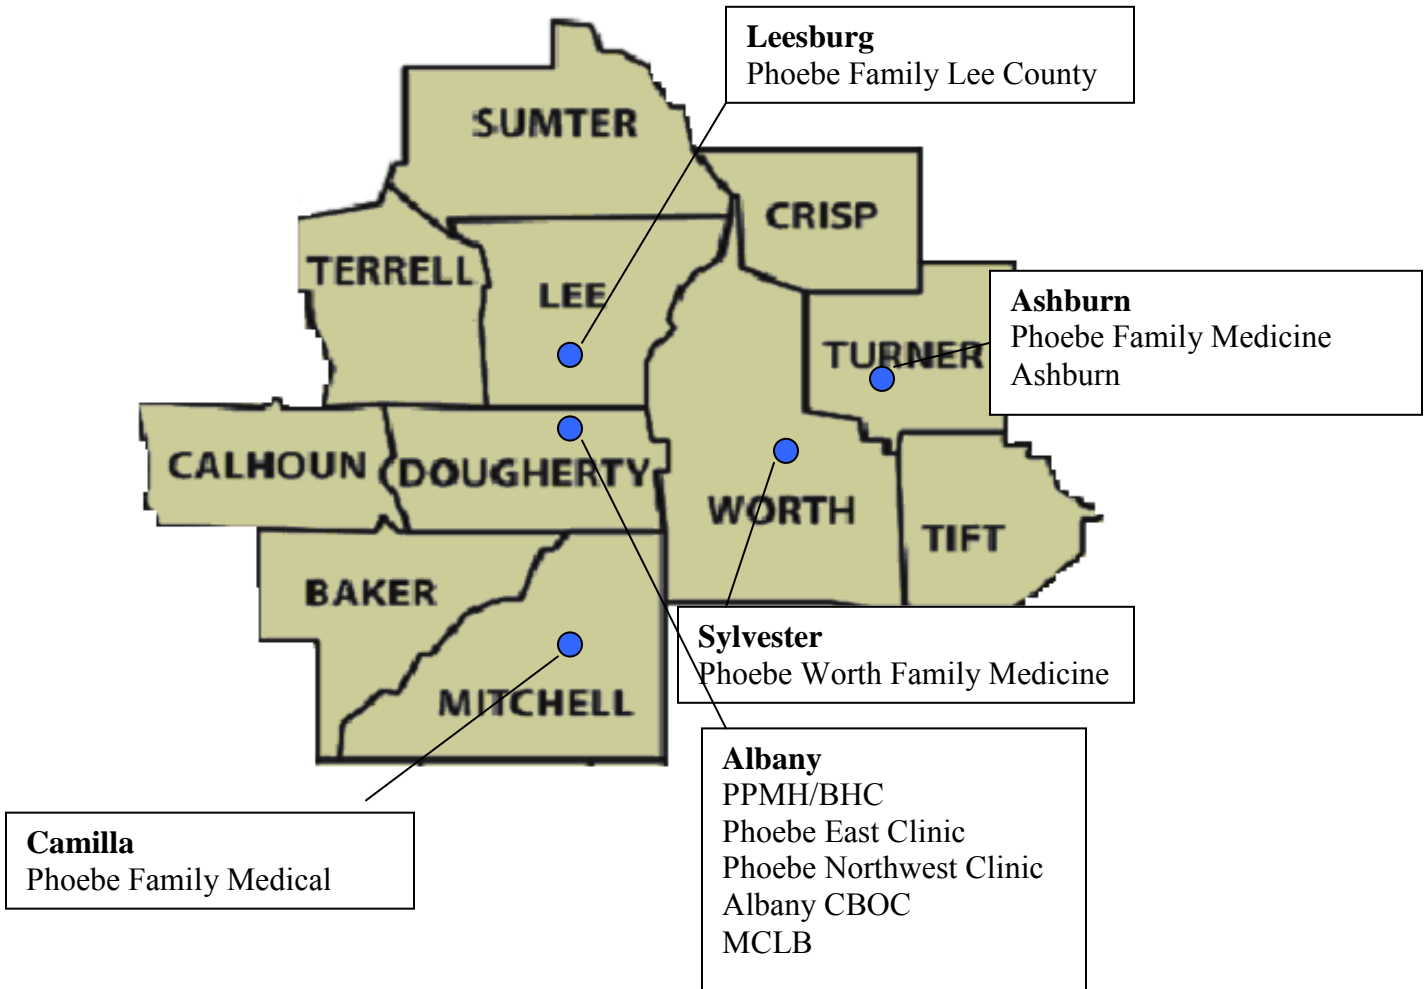 Leesburg
Phoebe Family Lee County
SUMTER
CRISP
TERRELL
LEE
Ashburn
Phoebe Family Medicine
Ashburn
TURNER
CALHOUN
DOUGHERTY
WORTH
TIFT
BAKER
Sylvester
Phoebe Worth Family Medicine
MITCHELL
Albany
PPMH/BHC
Phoebe East Clinic
Phoebe Northwest Clinic
Albany CBOC
MCLB
Camilla
Phoebe Family Medical